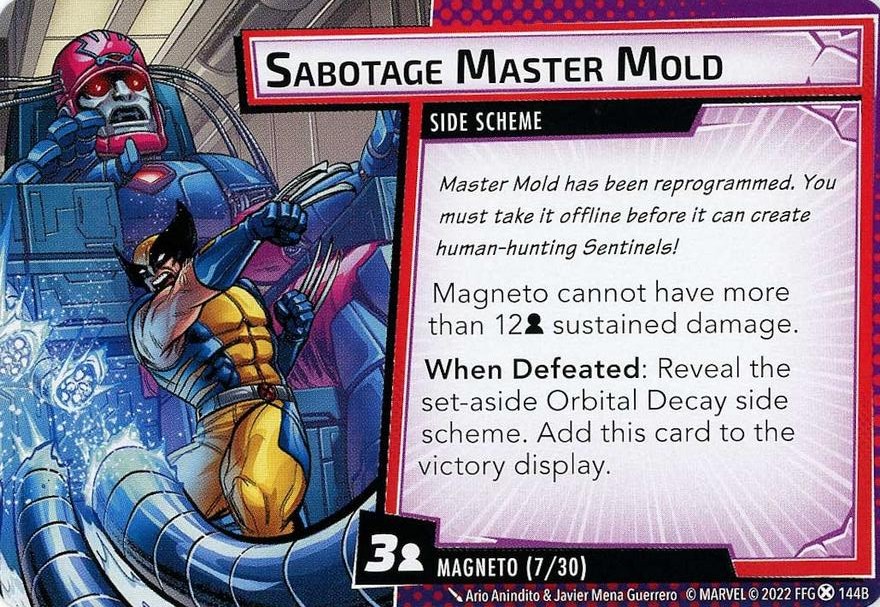 SABOTAGE MASTER MOLD
SIDE SCHEME
Master Mold has been reprogrammed. You
must take it offline before it can create
human-hunting Sentinels!
Magneto cannot have more
than 12 sustained damage.
When Defeated: Reveal the
set-aside Orbital Decay side
scheme. Add this card to the
victory display.
3
MAGNETO (7/30)
Ario Anindito & Javier Mena Guerrero © MARVEL © 2022 FFG 144B